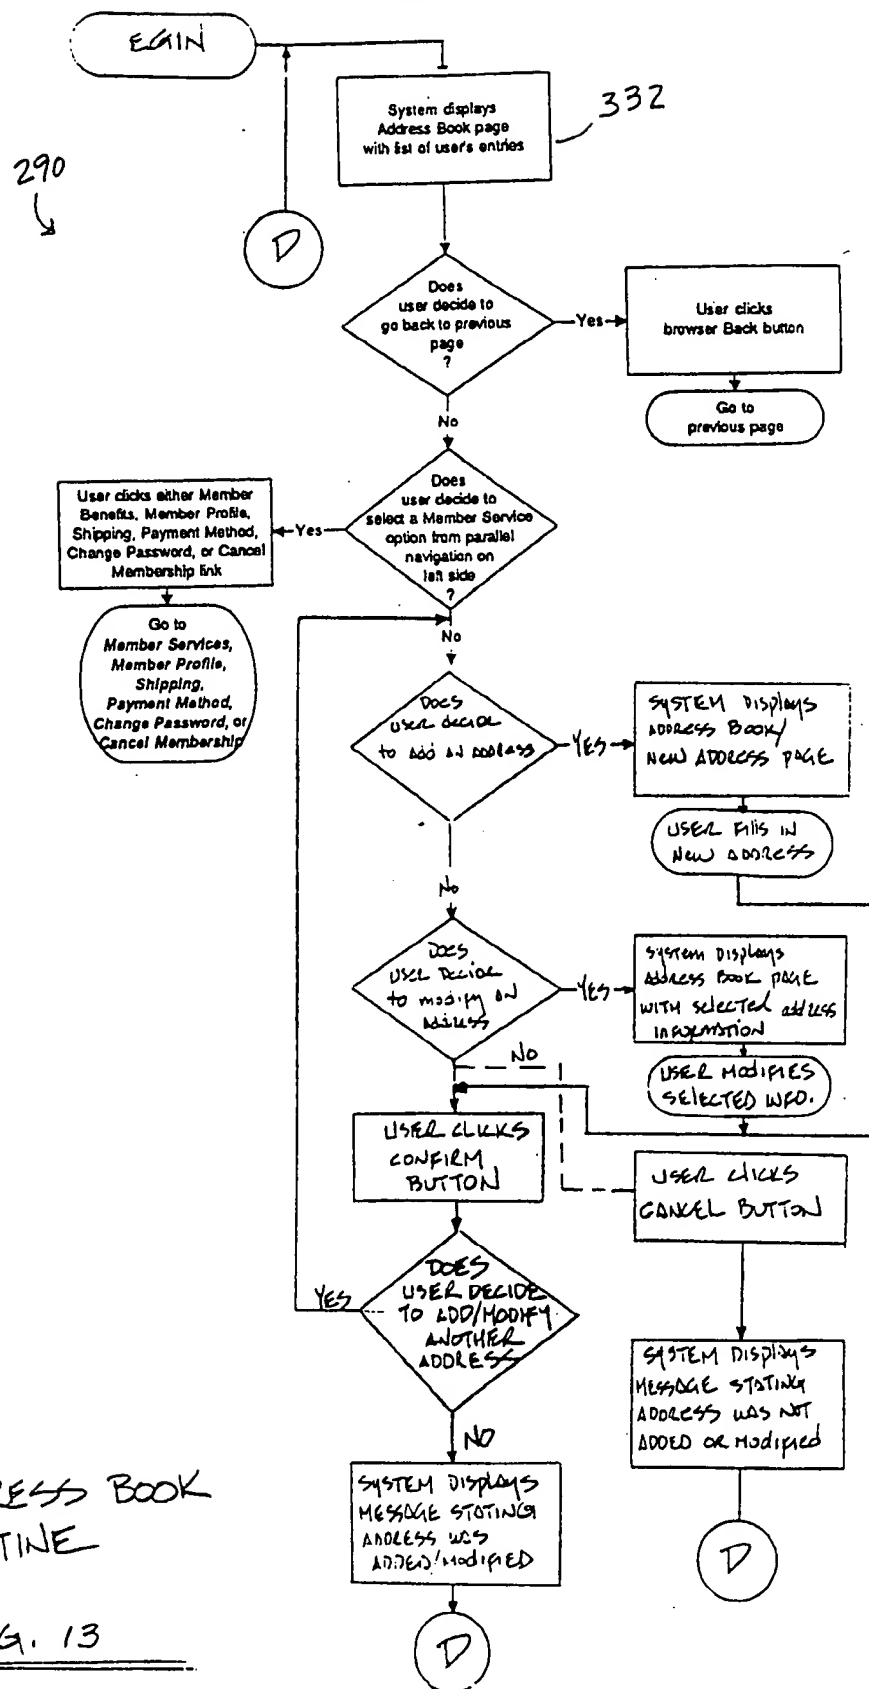 EGIN
System displays
Address Book page
with list of user's entries
332
290
D
Does
user decide to
go back to previous
page
?
Yes
User clicks
browser Back button
Go to
previous page
No
Does
user decide to
select a Member Service
option from parallel
navigation on
left side
?
Yes
User clicks either Member
Benefits, Member Profile,
Shipping, Payment Method,
Change Password, or Cancel
Membership link
Go to
Member Services,
Member Profile,
Shipping,
Payment Method,
Change Password, or
Cancel Membership
No
DOES
USER DECIDE
to ADD AN ADDRESS
YES
SYSTEM DISPLAYS
ADDRESS BOOK/
NEW ADDRESS PAGE
USER FILLS IN
NEW ADDRESS
No
DOES
USER DECIDE
to modify AN
ADDRESS
YES
SYSTEM DISPLAYS
ADDRESS BOOK PAGE
WITH SELECTED address
INFORMATION
USER MODIFIES
SELECTED INFO.
NO
USER CLICKS
CONFIRM
BUTTON
USER CLICKS
CANCEL BUTTON
DOES
USER DECIDE
TO ADD/MODIFY
ANOTHER
ADDRESS
YES
NO
SYSTEM DISPLAYS
MESSAGE STATING
ADDRESS WAS NOT
ADDED OR MODIFIED
SYSTEM DISPLAYS
MESSAGE STATING
ADDRESS WAS
ADDED/MODIFIED
D
D
RESS BOOK
TINE
G. 13